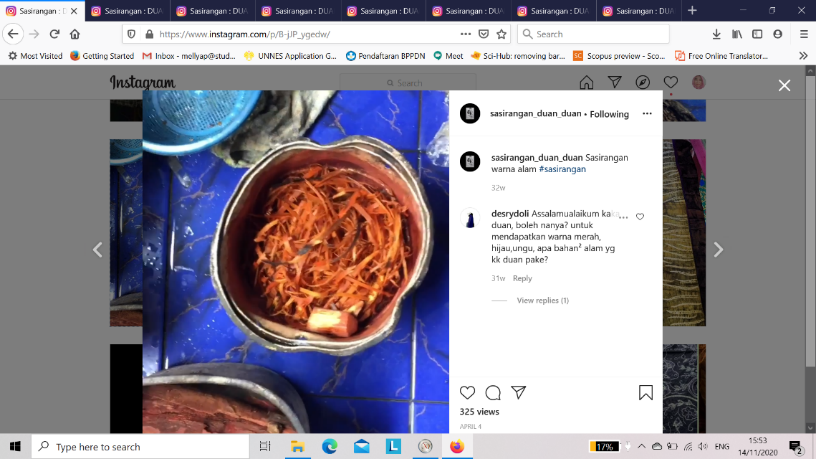 Sasirangan : D
Sasirangan : DUA
Sasirangan : DUA
Sasirangan : DUA
Sasirangan : DUA
Sasirangan : DUA
Sasirangan : DUA
Sasirangan : DUA
https://www.instagram.com/p/B-jJP_ygedw/
Search
Most Visited
Getting Started
M Inbox - mellyap@stud...
UNNES Application G...
Pendaftaran BPPDN
Meet
Sci-Hub: removing bar...
SC Scopus preview - Sco...
Free Online Translator...
Instagram
Search
sasirangan_duan_duan • Following
sasirangan_duan_duan Sasirangan
warna alam #sasirangan
32w
desrydoli Assalamualaikum kaka
duan, boleh nanya? untuk
mendapatkan warna merah,
hijau,ungu, apa bahan² alam yg
kk duan pake?
31w Reply
View replies (1)
325 views
APRIL 4
Type here to search
17%
ENG
15:53
14/11/2020
2